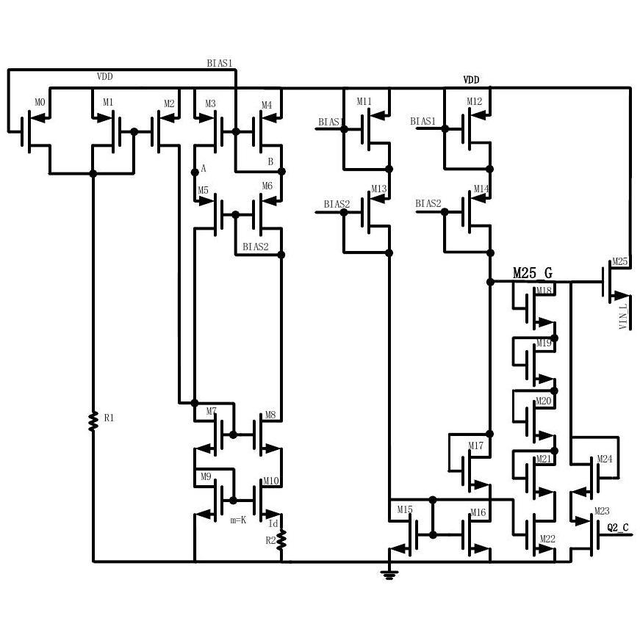 BIAS1
VDD
VDD
M0
M1
M2
M3
M4
M11
M12
BIAS1
BIAS1
A
B
M5
M6
M13
M14
BIAS2
BIAS2
BIAS2
M25
M25_G
M18
VIN_L
M19
M20
R1
M7
M8
M17
M21
M24
M9
M10
m=K
Id
R2
M15
M16
M22
M23
Q2_C